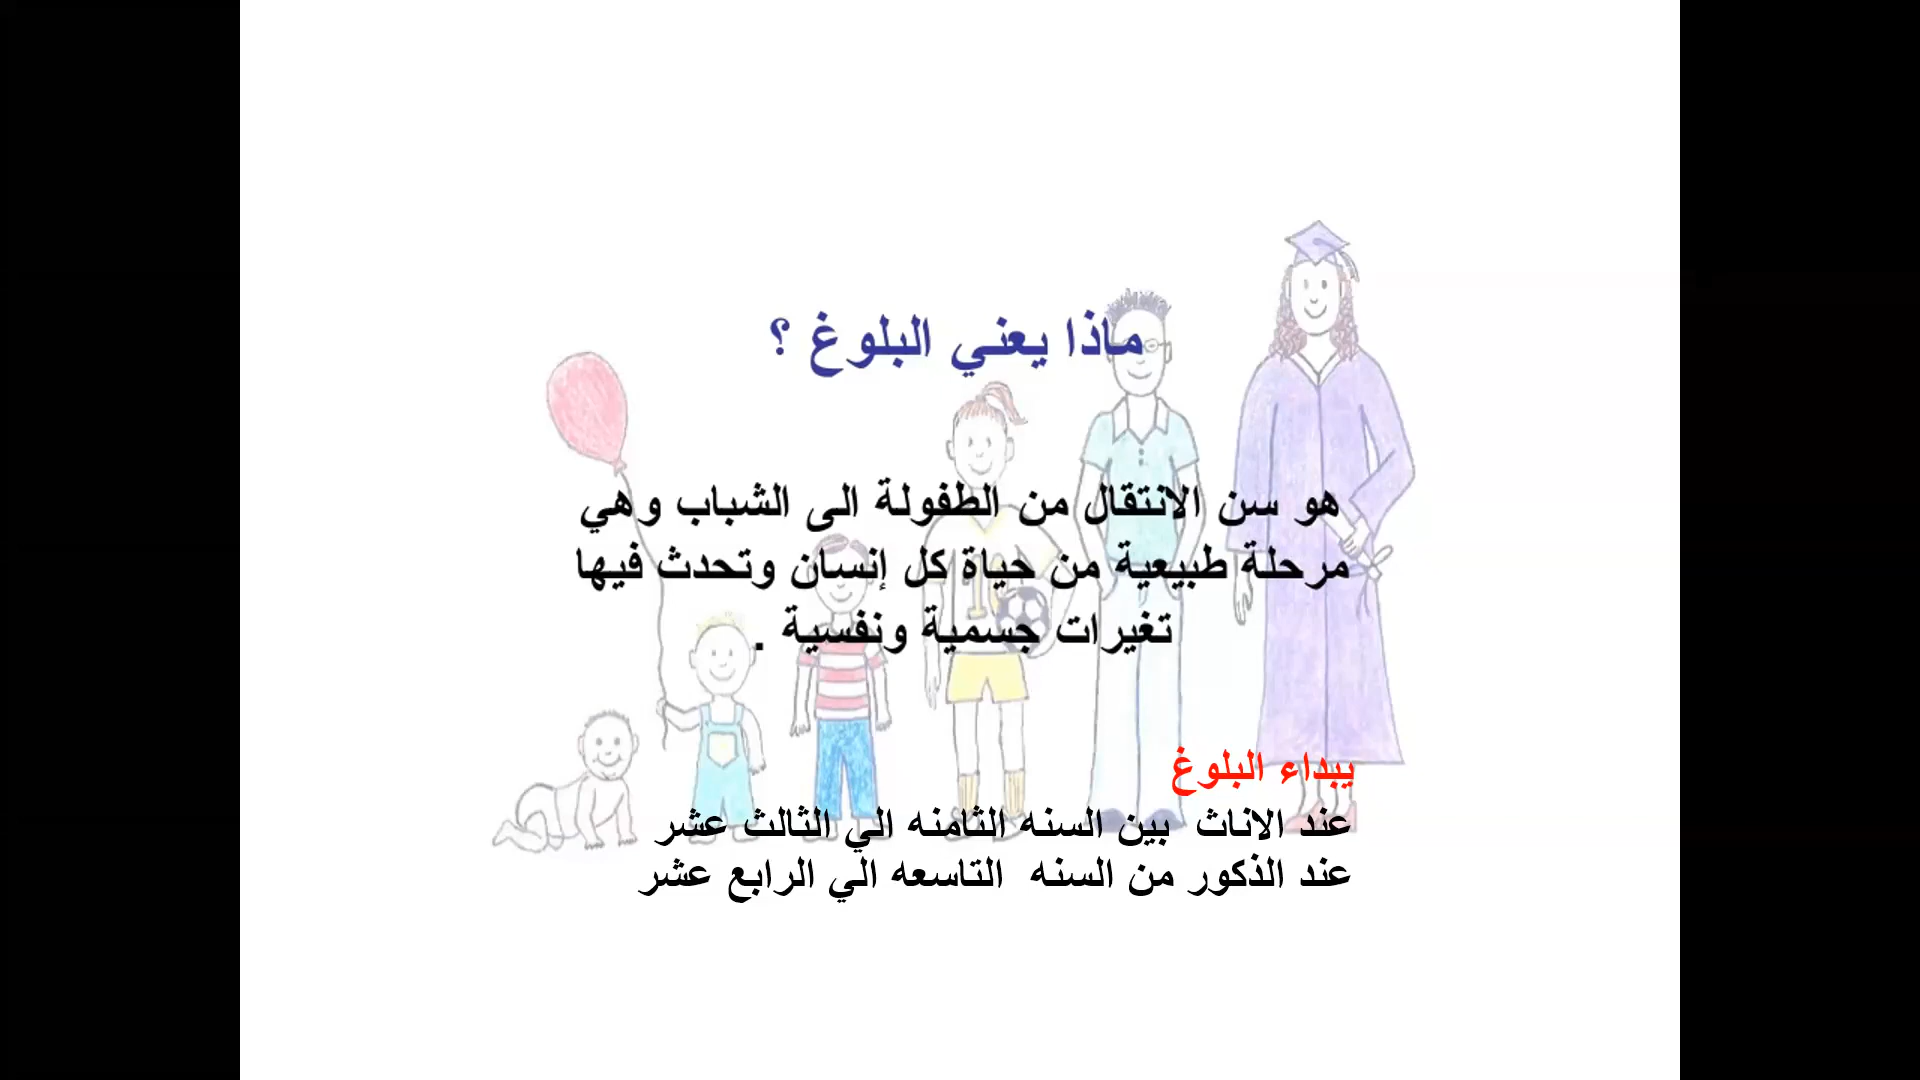 ماذا يعني البلوغ ؟
هو سن الانتقال من الطفولة الى الشباب وهي
مرحلة طبيعية من حياة كل إنسان وتحدث فيها
تغيرات جسمية ونفسية .
يبداء البلوغ
عند الاناث بين السنه الثامنه الي الثالث عشر
عند الذكور من السنه التاسعه الي الرابع عشر